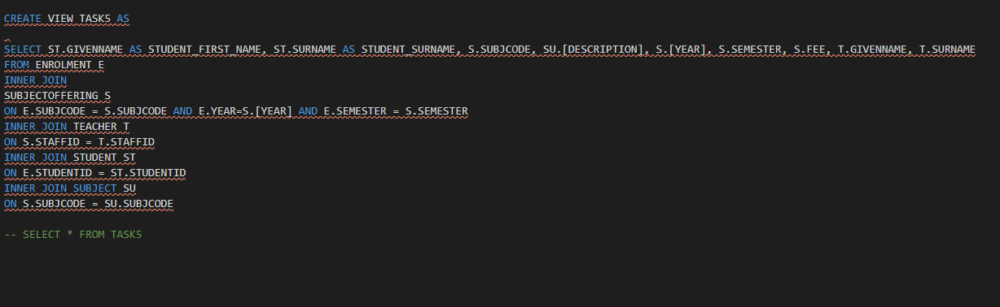 CREATE VIEW TASK5 AS
SELECT ST.GIVENNAME AS STUDENT_FIRST_NAME, ST.SURNAME AS STUDENT_SURNAME, S.SUBJCODE, SU.[DESCRIPTION], S.[YEAR], S.SEMESTER, S.FEE, T.GIVENNAME, T.SURNAME
FROM ENROLMENT E
INNER JOIN
SUBJECTOFFERING S
ON E.SUBJCODE = S.SUBJCODE AND E.YEAR=S.[YEAR] AND E.SEMESTER = S.SEMESTER
INNER JOIN TEACHER T
ON S.STAFFID = T.STAFFID
INNER JOIN STUDENT ST
ON E.STUDENTID = ST.STUDENTID
INNER JOIN SUBJECT SU
ON S.SUBJCODE = SU.SUBJCODE
-- SELECT * FROM TASK5